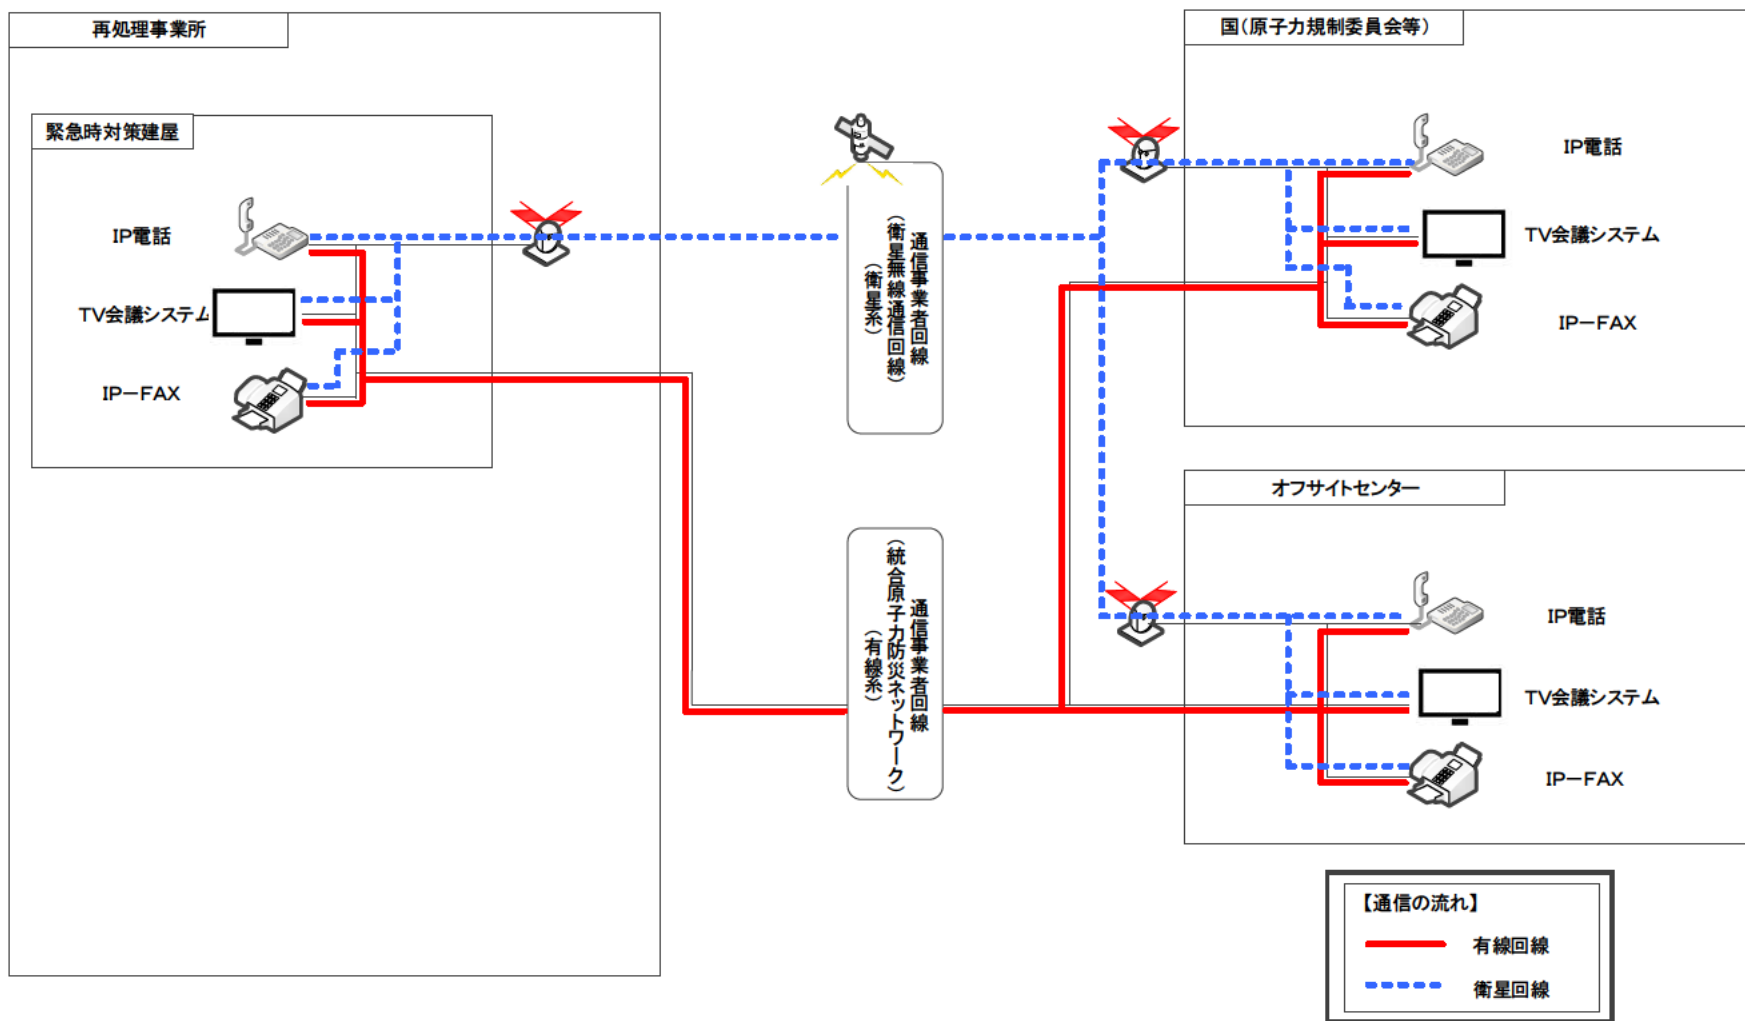 再処理事業所
緊急時対策建屋
IP電話
TV会議システム
IP－FAX
通信事業者回線
（衛星無線通信回線）
（衛星系）
通信事業者回線
（統合原子力防災ネットワーク）
（有線系）
国（原子力規制委員会等）
IP電話
TV会議システム
IP－FAX
オフサイトセンター
IP電話
TV会議システム
IP－FAX
【通信の流れ】
有線回線
衛星回線